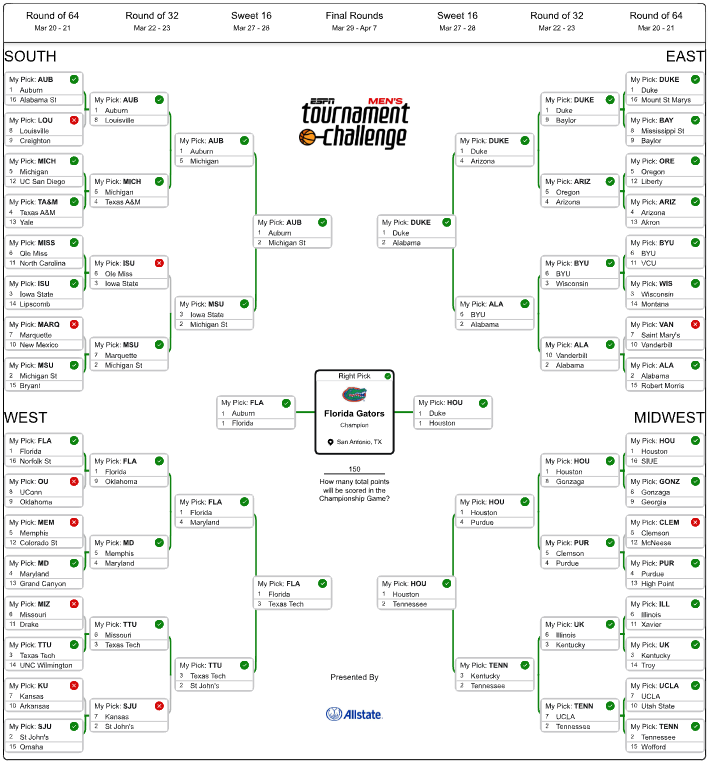 Round of 64
Mar 20 - 21
Round of 32
Mar 22 - 23
Sweet 16
Mar 27 - 28
Final Rounds
Mar 29 - Apr 7
Sweet 16
Mar 27 - 28
Round of 32
Mar 22 - 23
Round of 64
Mar 20 - 21
SOUTH
My Pick: AUB
1 Auburn
16 Alabama St
My Pick: LOU
8 Louisville
9 Creighton
My Pick: MICH
5 Michigan
12 UC San Diego
My Pick: TA&M
4 Texas A&M
13 Yale
My Pick: MISS
6 Ole Miss
11 North Carolina
My Pick: ISU
3 Iowa State
14 Lipscomb
My Pick: MARQ
7 Marquette
10 New Mexico
My Pick: MSU
2 Michigan St
15 Bryant
My Pick: AUB
1 Auburn
8 Louisville
My Pick: MICH
5 Michigan
4 Texas A&M
My Pick: ISU
6 Ole Miss
3 Iowa State
My Pick: MSU
7 Marquette
2 Michigan St
My Pick: AUB
1 Auburn
5 Michigan
My Pick: MSU
3 Iowa State
2 Michigan St
My Pick: AUB
1 Auburn
2 Michigan St
ESPN MEN'S
tournament
challenge
EAST
My Pick: DUKE
1 Duke
2 Alabama
My Pick: DUKE
1 Duke
4 Arizona
My Pick: ALA
6 BYU
2 Alabama
My Pick: DUKE
1 Duke
9 Baylor
My Pick: ARIZ
5 Oregon
4 Arizona
My Pick: BYU
6 BYU
3 Wisconsin
My Pick: ALA
10 Vanderbilt
2 Alabama
My Pick: DUKE
1 Duke
16 Mount St Marys
My Pick: BAY
8 Mississippi St
9 Baylor
My Pick: ORE
5 Oregon
12 Liberty
My Pick: ARIZ
4 Arizona
13 Akron
My Pick: BYU
6 BYU
11 VCU
My Pick: WIS
3 Wisconsin
14 Montana
My Pick: VAN
7 Saint Mary's
10 Vanderbilt
My Pick: ALA
2 Alabama
15 Robert Morris
My Pick: FLA
1 Auburn
1 Florida
Right Pick
Florida Gators
Champion
San Antonio, TX
My Pick: HOU
1 Duke
1 Houston
150
How many total points
will be scored in the
Championship Game?
WEST
My Pick: FLA
1 Florida
16 Norfolk St
My Pick: OU
8 UConn
9 Oklahoma
My Pick: MEM
5 Memphis
12 Colorado St
My Pick: MD
4 Maryland
13 Grand Canyon
My Pick: MIZ
6 Missouri
11 Drake
My Pick: TTU
3 Texas Tech
14 UNC Wilmington
My Pick: KU
7 Kansas
10 Arkansas
My Pick: SJU
2 St John's
15 Omaha
My Pick: FLA
1 Florida
9 Oklahoma
My Pick: MD
5 Memphis
4 Maryland
My Pick: TTU
6 Missouri
3 Texas Tech
My Pick: SJU
7 Kansas
2 St John's
My Pick: FLA
1 Florida
4 Maryland
My Pick: TTU
3 Texas Tech
2 St John's
My Pick: FLA
1 Florida
3 Texas Tech
MIDWEST
My Pick: HOU
1 Houston
2 Tennessee
My Pick: HOU
1 Houston
4 Purdue
My Pick: TENN
3 Kentucky
2 Tennessee
My Pick: HOU
1 Houston
8 Gonzaga
My Pick: PUR
5 Clemson
4 Purdue
My Pick: UK
6 Illinois
3 Kentucky
My Pick: TENN
7 UCLA
2 Tennessee
My Pick: HOU
1 Houston
16 SIUE
My Pick: GONZ
8 Gonzaga
9 Georgia
My Pick: CLEM
5 Clemson
12 McNeese
My Pick: PUR
4 Purdue
13 High Point
My Pick: ILL
6 Illinois
11 Xavier
My Pick: UK
3 Kentucky
14 Troy
My Pick: UCLA
7 UCLA
10 Utah State
My Pick: TENN
2 Tennessee
15 Wofford
Presented By
Allstate.